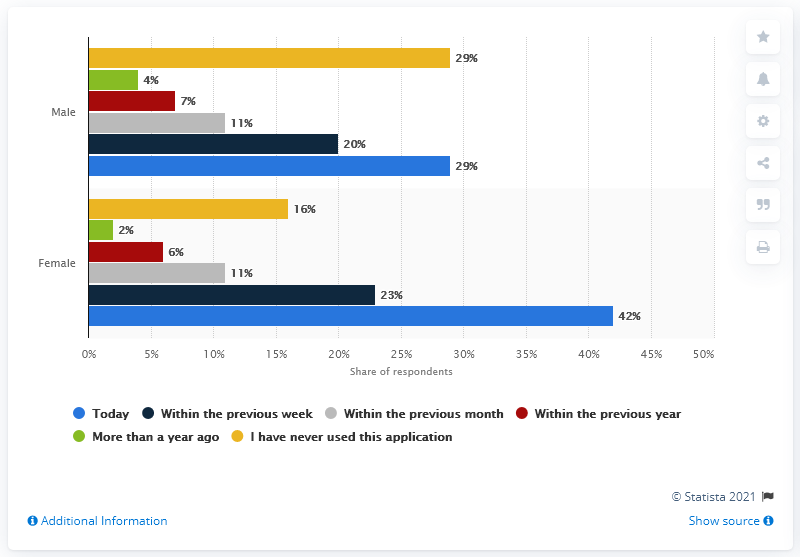 29%
4%
7%
Male
11%
20%
29%
16%
2%
6%
Female
11%
23%
42%
0% 5% 10% 15% 20% 25% 30% 35% 40% 45% 50%
Share of respondents
Today Within the previous week Within the previous month Within the previous year
More than a year ago I have never used this application
© Statista 2021
Additional Information Show source